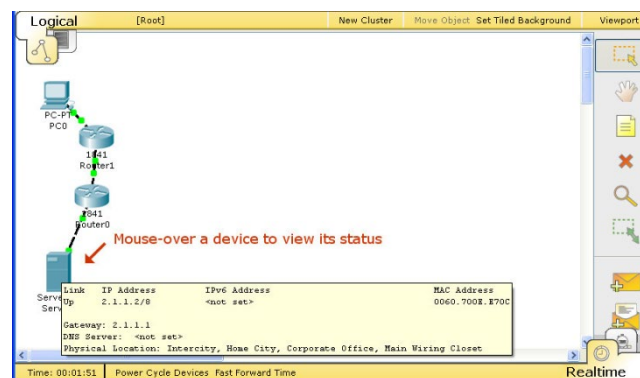 Logical [Root] New Cluster Move Object Set Tiled Background Viewport
PC-PT
PC0
1841
Router1
1841
Router0
Mouse-over a device to view its status
Link IP Address IPv6 Address MAC Address
Up 2.1.1.2/8 <not set> 0060.700E.E70C
Gateway: 2.1.1.1
DNS Server: <not set>
Physical Location: Intercity, Home City, Corporate Office, Main Wiring Closet
Server
Serv
Time: 00:01:51 Power Cycle Devices Fast Forward Time Realtime